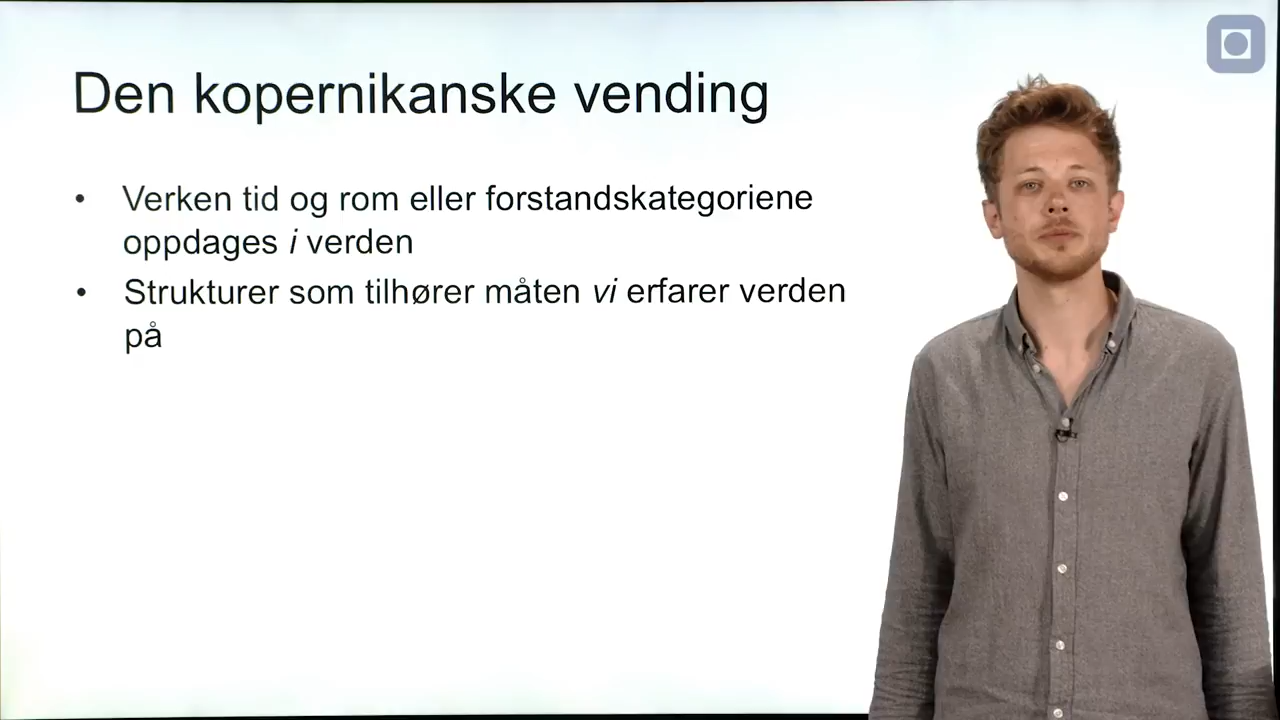 Den kopernikanske vending
• Verken tid og rom eller forstandskategoriene
oppdages i verden
• Strukturer som tilhører måten vi erfarer verden
på